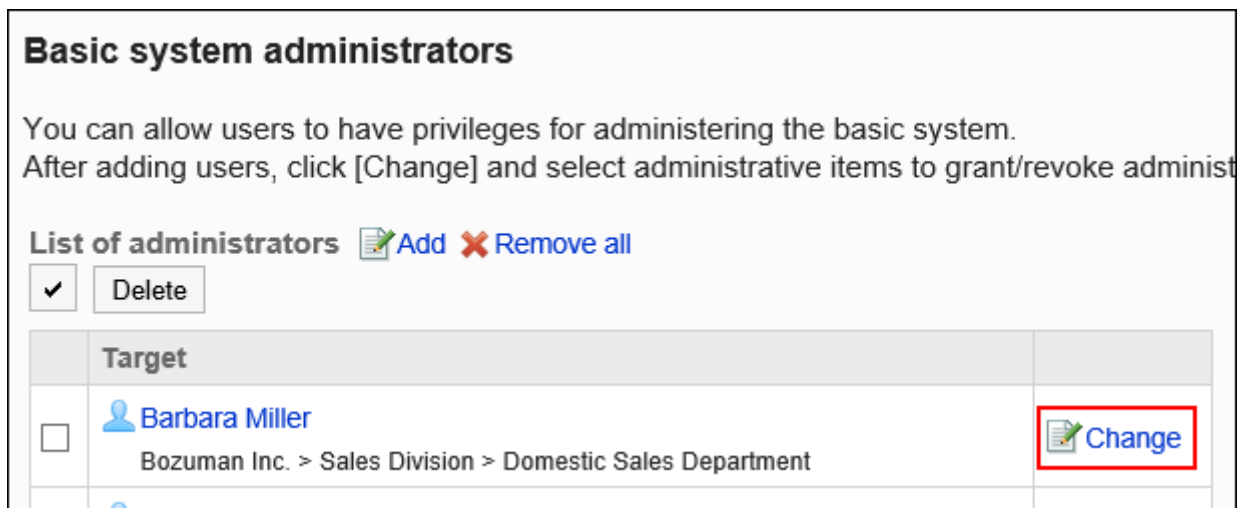 Basic system administrators
You can allow users to have privileges for administering the basic system.
After adding users, click [Change] and select administrative items to grant/revoke administ
List of administrators Add Remove all
Delete
Target
Barbara Miller
Change
Bozuman Inc. > Sales Division > Domestic Sales Department